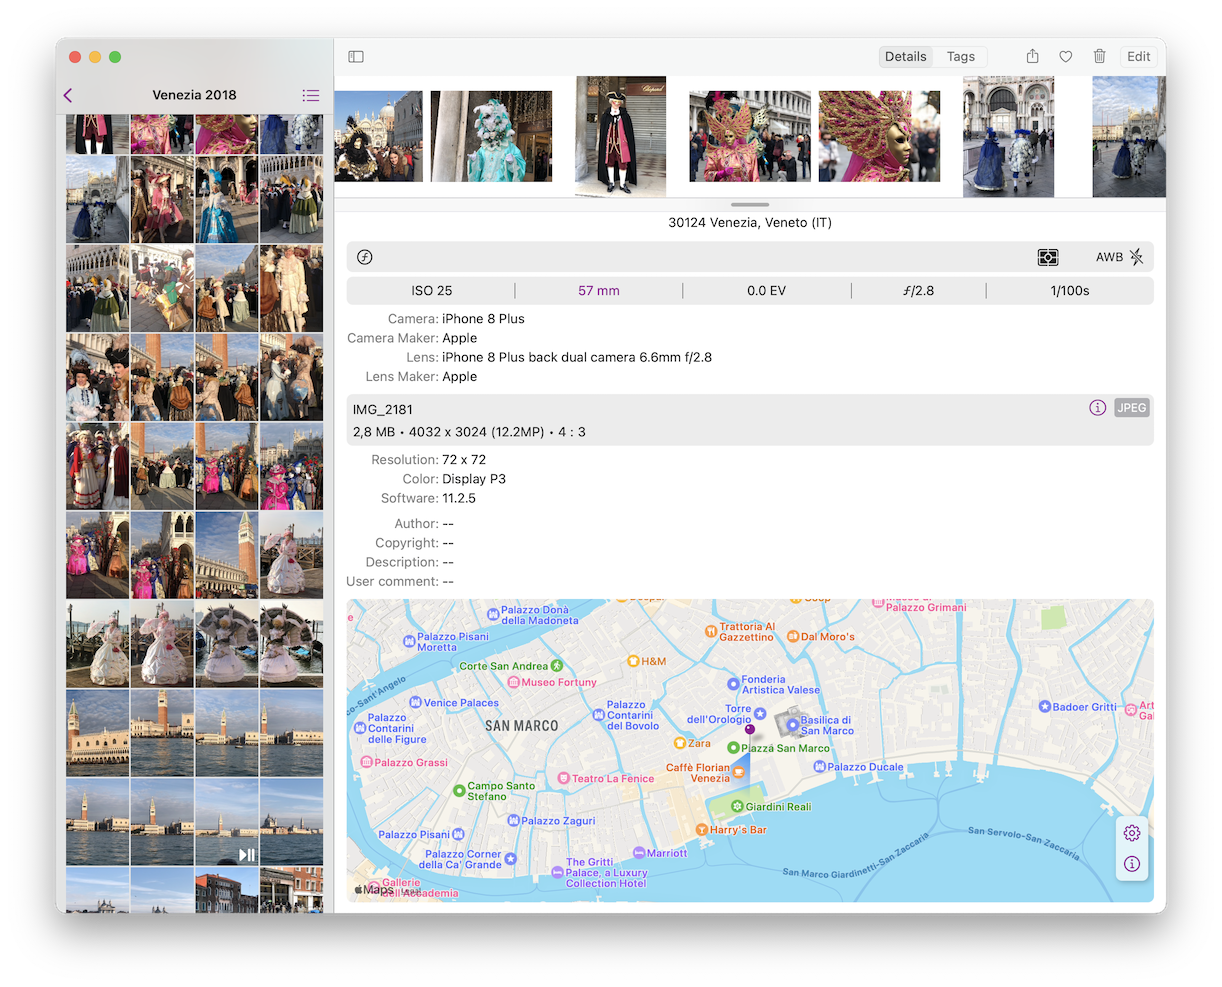 Details
Tags
Edit
Venezia 2018
30124 Venezia, Veneto (IT)
AWB
ISO 25
57 mm
0.0 EV
ƒ/2.8
1/100s
Camera: iPhone 8 Plus
Camera Maker: Apple
Lens: iPhone 8 Plus back dual camera 6.6mm f/2.8
Lens Maker: Apple
IMG_2181
JPEG
2,8 MB • 4032 x 3024 (12.2MP) • 4 : 3
Resolution: 72 x 72
Color: Display P3
Software: 11.2.5
Author: --
Copyright: --
Description: --
User comment: --
Palazzo Donà
della Madoneta
Palazzo Grimani
Trattoria Al
Gazzettino
Dal Moro's
Palazzo Pisani
Moretta
Corte San Andrea
H&M
Museo Fortuny
Fonderia
Artistica Valese
co-Sant'Angelo
Venice Palaces
Palazzo
Contarini
del Bovolo
Torre
dell'Orologio
Basilica di
San Marco
Badoer Gritti
Palazzo
Contarini
delle Figure
SAN MARCO
Zara
Piazza San Marco
Palazzo Grassi
Caffè Florian
Venezia
Palazzo Ducale
Teatro La Fenice
Campo Santo
Stefano
Giardini Reali
Palazzo Zaguri
Harry's Bar
Palazzo Pisani
San Servolo-San Zaccaria
Palazzo Corner
della Ca' Grande
Marriott
The Gritti
Palace, a Luxury
Collection Hotel
San Marco Giardinetti-San Zaccaria
Gallerie
dell'Accademia
Maps